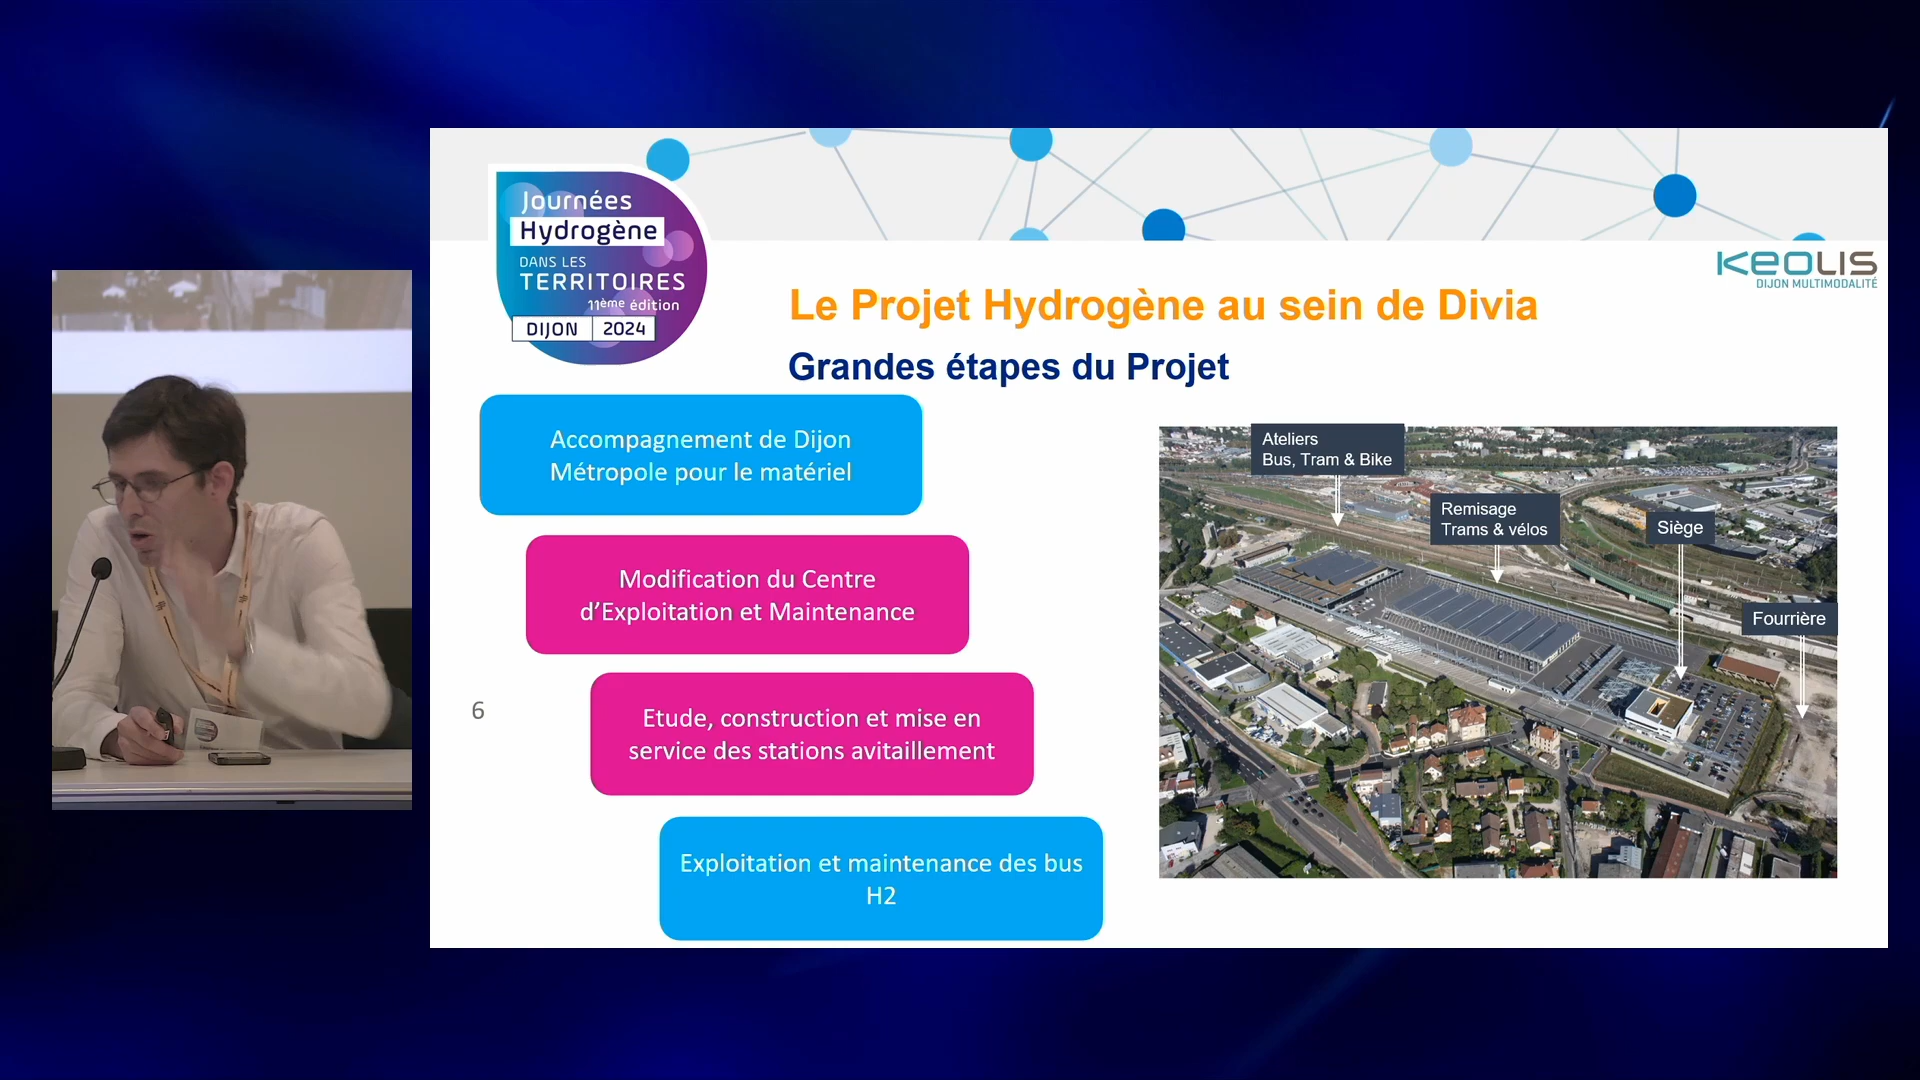 Journées
Hydrogène
DANS LES
TERRITOIRES
11ème édition
DIJON 2024
KEOLIS
DIJON MULTIMODALITÉ
Le Projet Hydrogène au sein de Divia
Grandes étapes du Projet
Accompagnement de Dijon
Métropole pour le matériel
Modification du Centre
d’Exploitation et Maintenance
Etude, construction et mise en
service des stations avitaillement
Exploitation et maintenance des bus
H2
Ateliers
Bus, Tram & Bike
Remisage
Trams & vélos
Siège
Fourrière
6